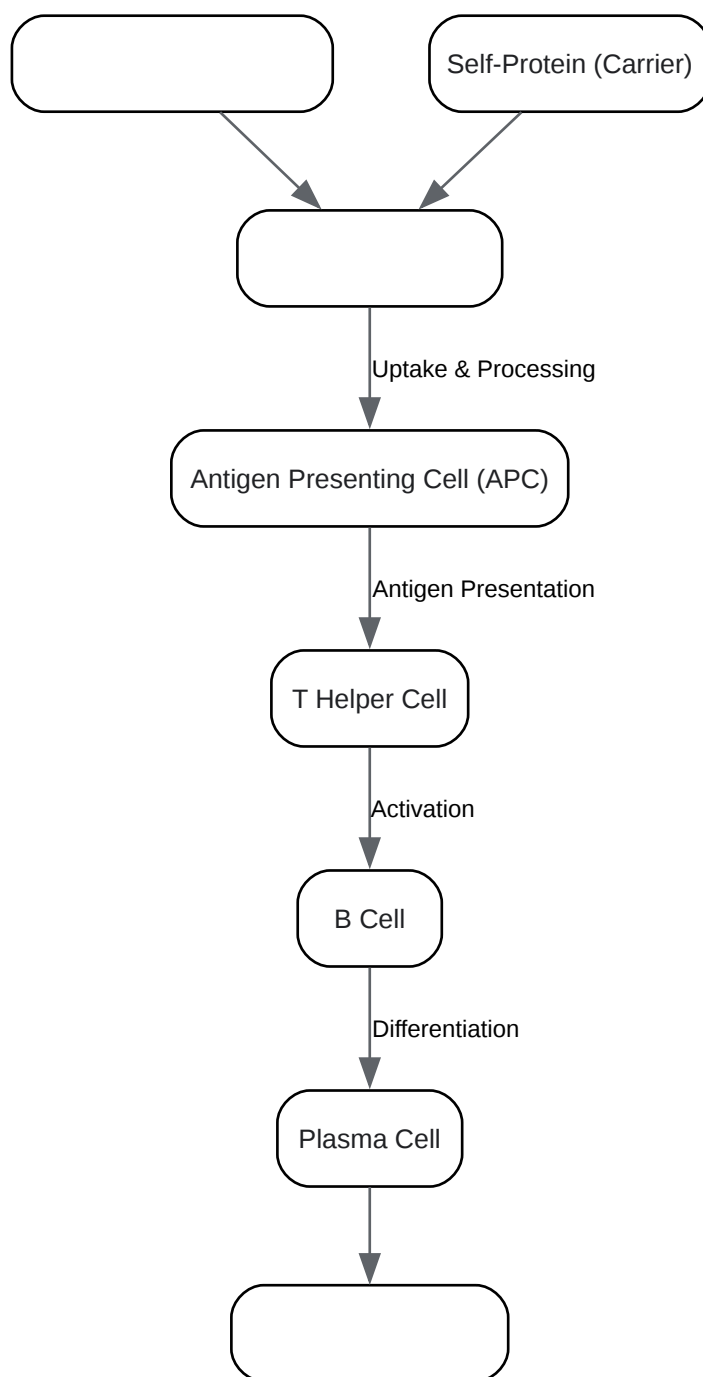 Self-Protein (Carrier)
Uptake & Processing
Antigen Presenting Cell (APC)
Antigen Presentation
T Helper Cell
Activation
B Cell
Differentiation
Plasma Cell